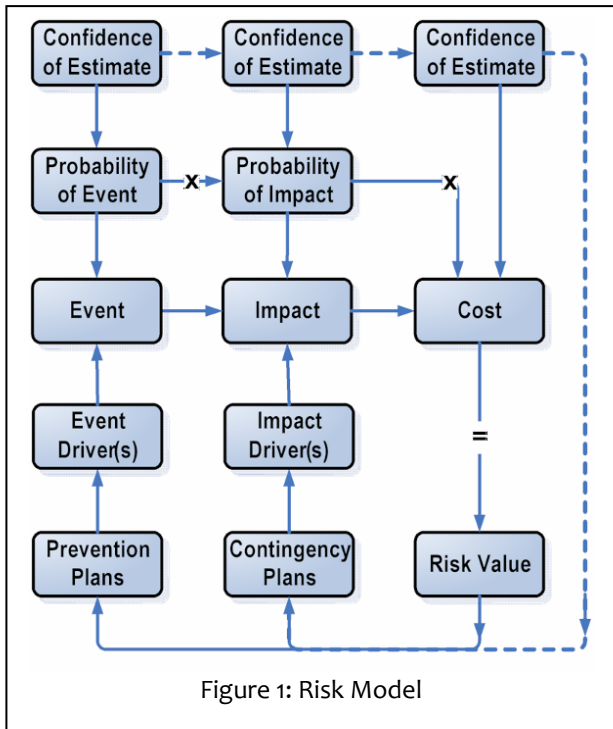 Confidence
of Estimate
Confidence
of Estimate
Confidence
of Estimate
Probability
of Event
x
Probability
of Impact
x
Event
Impact
Cost
Event
Driver(s)
Impact
Driver(s)
=
Prevention
Plans
Contingency
Plans
Risk Value
Figure 1: Risk Model